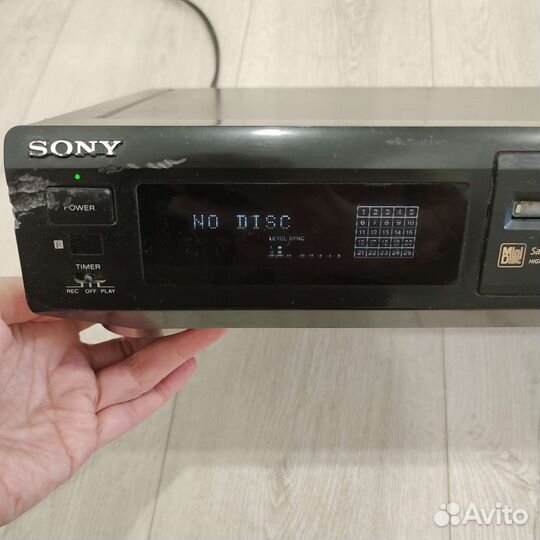 SONY
POWER
NO DISC
LEVEL-SYNC
1 2 3 4 5
6 7 8 9 10
11 12 13 14 15
16 17 18 19 20
21 22 23 24 25
TIMER
REC OFF PLAY
Mini
Avito